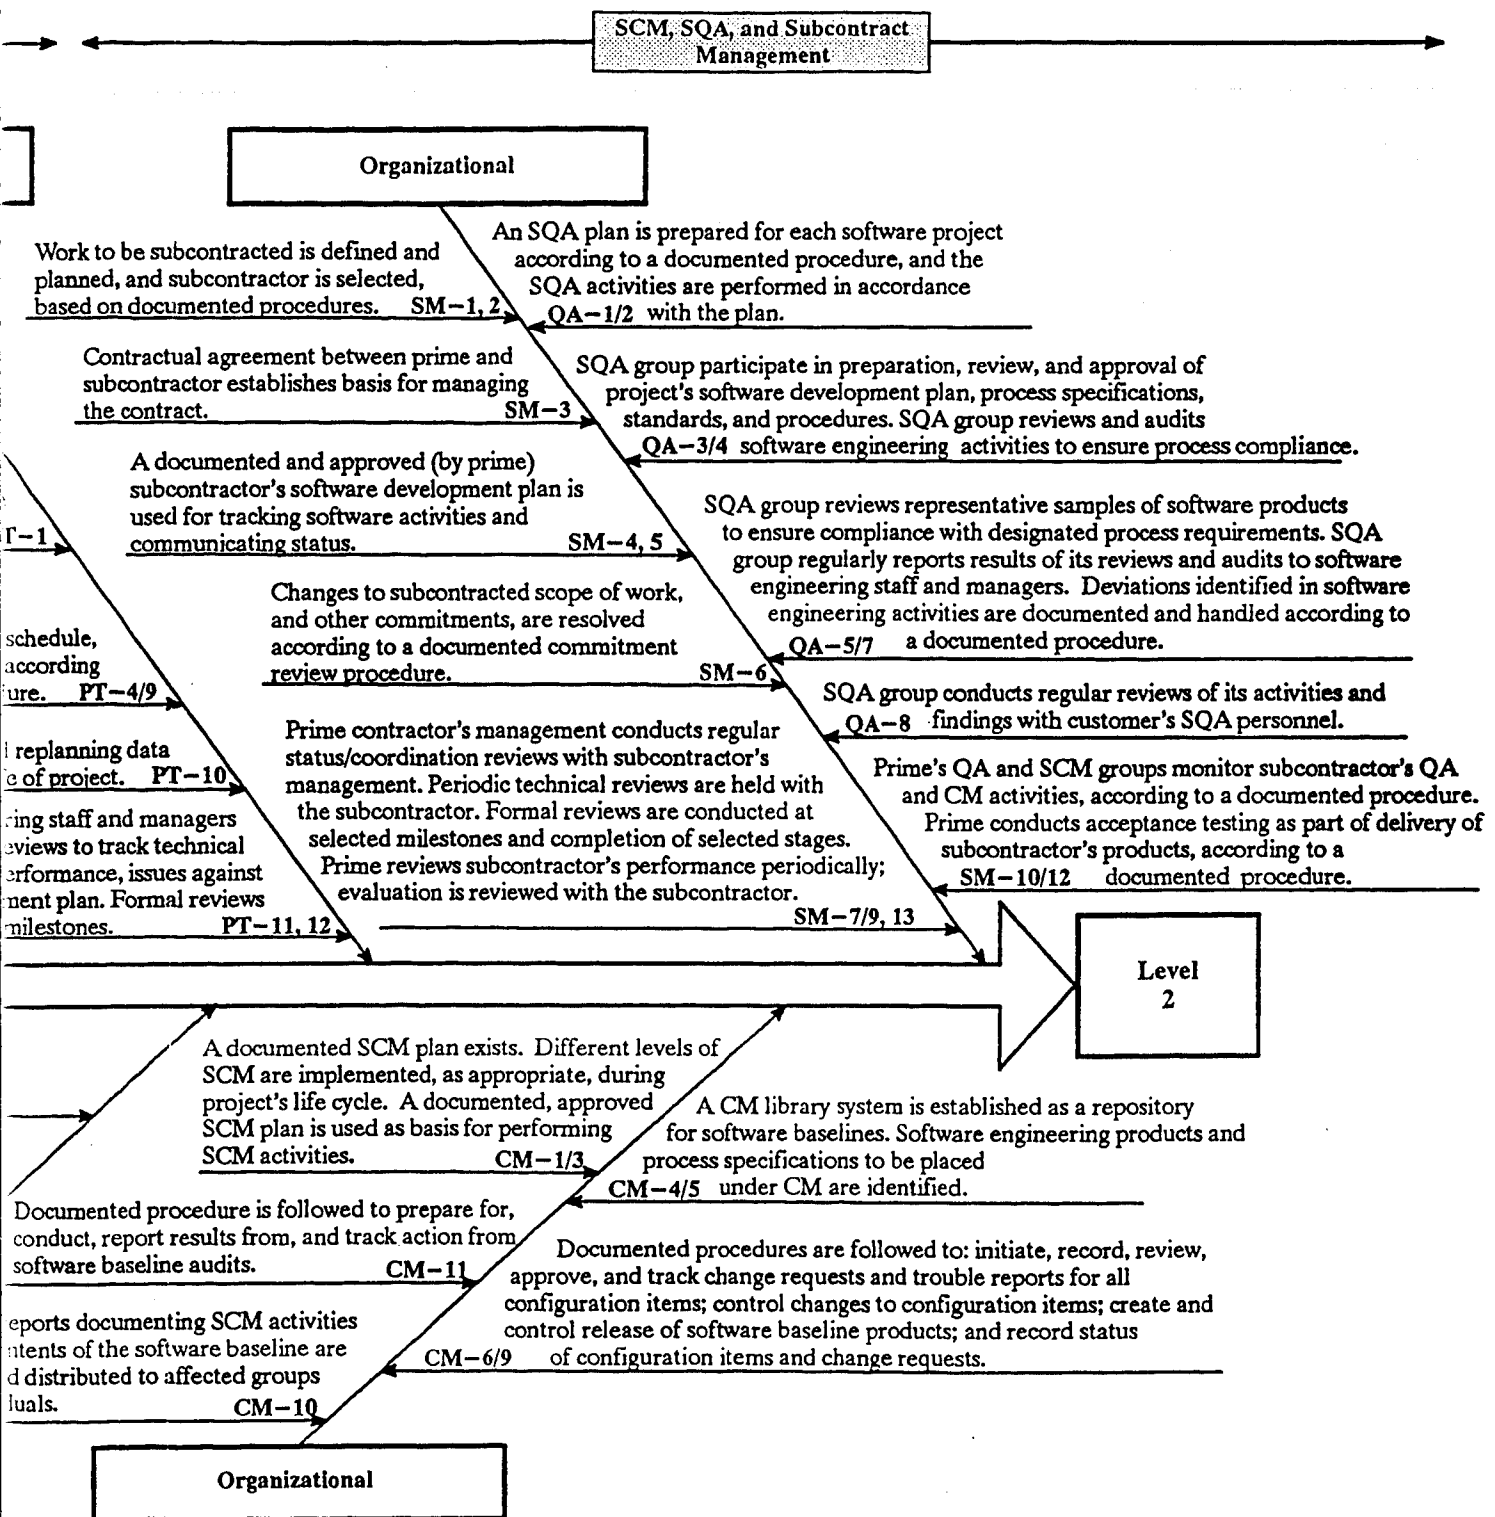 SCM, SQA, and Subcontract
Management
Organizational
Work to be subcontracted is defined and
planned, and subcontractor is selected,
based on documented procedures. SM-1, 2
An SQA plan is prepared for each software project
according to a documented procedure, and the
SQA activities are performed in accordance
QA-1/2 with the plan.
Contractual agreement between prime and
subcontractor establishes basis for managing
the contract. SM-3
SQA group participate in preparation, review, and approval of
project's software development plan, process specifications,
standards, and procedures. SQA group reviews and audits
QA-3/4 software engineering activities to ensure process compliance.
A documented and approved (by prime)
subcontractor's software development plan is
used for tracking software activities and
communicating status. SM-4, 5
SQA group reviews representative samples of software products
to ensure compliance with designated process requirements. SQA
group regularly reports results of its reviews and audits to software
engineering staff and managers. Deviations identified in software
engineering activities are documented and handled according to
QA-5/7 a documented procedure.
T-1
Changes to subcontracted scope of work,
and other commitments, are resolved
according to a documented commitment
review procedure. SM-6
schedule,
according
ure. PT-4/9
SQA group conducts regular reviews of its activities and
QA-8 findings with customer's SQA personnel.
Prime contractor's management conducts regular
status/coordination reviews with subcontractor's
management. Periodic technical reviews are held with
the subcontractor. Formal reviews are conducted at
selected milestones and completion of selected stages.
Prime reviews subcontractor's performance periodically;
evaluation is reviewed with the subcontractor.
SM-7/9, 13
replanning data
e of project. PT-10
Prime's QA and SCM groups monitor subcontractor's QA
and CM activities, according to a documented procedure.
Prime conducts acceptance testing as part of delivery of
subcontractor's products, according to a
SM-10/12 documented procedure.
ring staff and managers
eviews to track technical
erformance, issues against
ment plan. Formal reviews
milestones. PT-11, 12
Level
2
A documented SCM plan exists. Different levels of
SCM are implemented, as appropriate, during
project's life cycle. A documented, approved
SCM plan is used as basis for performing
SCM activities. CM-1/3
A CM library system is established as a repository
for software baselines. Software engineering products and
process specifications to be placed
CM-4/5 under CM are identified.
Documented procedure is followed to prepare for,
conduct, report results from, and track action from
software baseline audits. CM-11
Documented procedures are followed to: initiate, record, review,
approve, and track change requests and trouble reports for all
configuration items; control changes to configuration items; create and
control release of software baseline products; and record status
CM-6/9 of configuration items and change requests.
eports documenting SCM activities
ntents of the software baseline are
d distributed to affected groups
duals. CM-10
Organizational